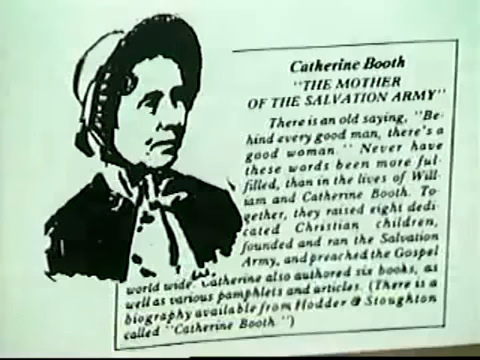 Catherine Booth
"THE MOTHER
OF THE SALVATION ARMY"
There is an old saying, "Be-
hind every good man, there's a
good woman." Never have
these words been more ful-
filled, than in the lives of Will-
iam and Catherine Booth. To-
gether, they raised eight dedi-
cated Christian children,
founded and ran the Salvation
Army, and preached the Gospel
world wide. Catherine also authored six books, as
well as various pamphlets and articles. (There is a
biography available from Hodder @ Stoughton
called "Catherine Booth.")